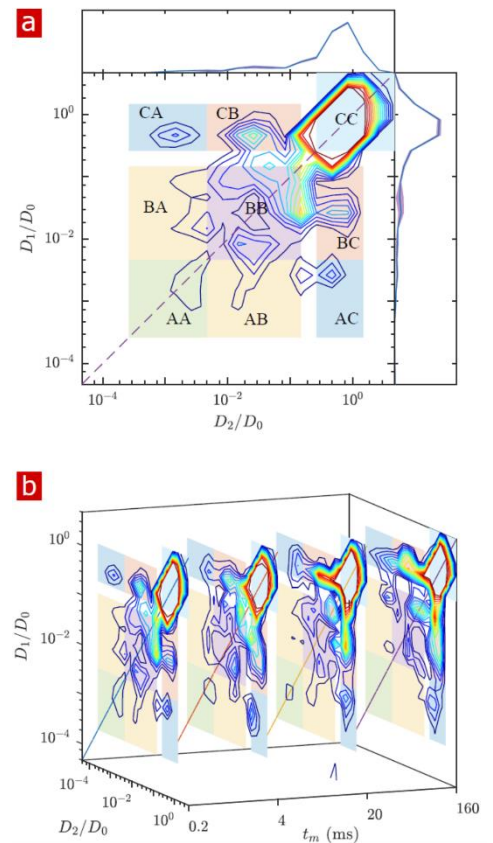 a
CA
CB
CC
BA
BB
BC
AA
AB
AC
10^0
10^{-2}
10^{-4}
D_1/D_0
10^{-4}
10^{-2}
10^0
D_2/D_0
b
10^0
10^{-2}
10^{-4}
D_1/D_0
10^{-4}
10^{-2}
10^0
D_2/D_0
0.2
4
20
160
t_m (ms)